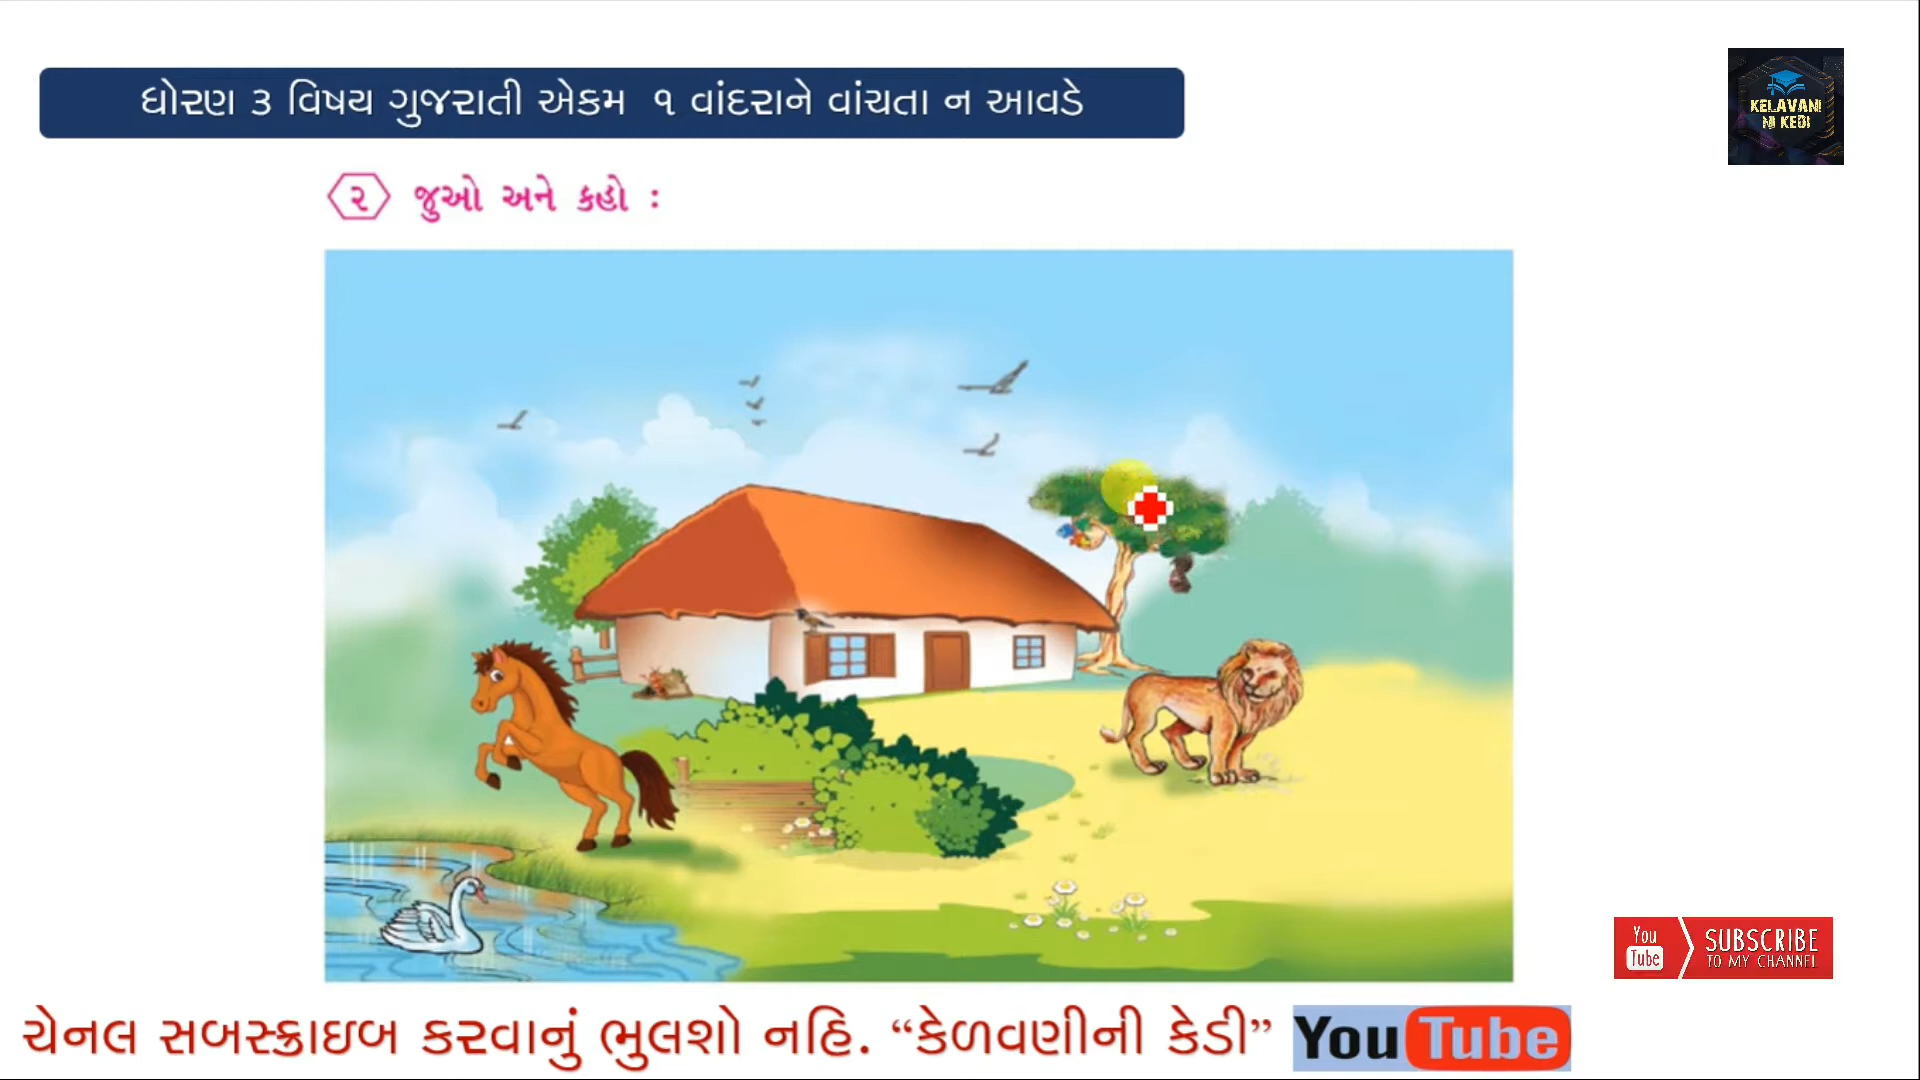 ધોરણ ૩ વિષય ગુજરાતી એકમ ૧ વાંદરાને વાંચતા ન આવડે
KELAVANI
NI KEDI
૨ જુઓ અને કહો :
You
Tube
SUBSCRIBE
TO MY CHANNEL
ચેનલ સબસ્ક્રાઇબ કરવાનું ભુલશો નહિ. “કેળવણીની કેડી” YouTube